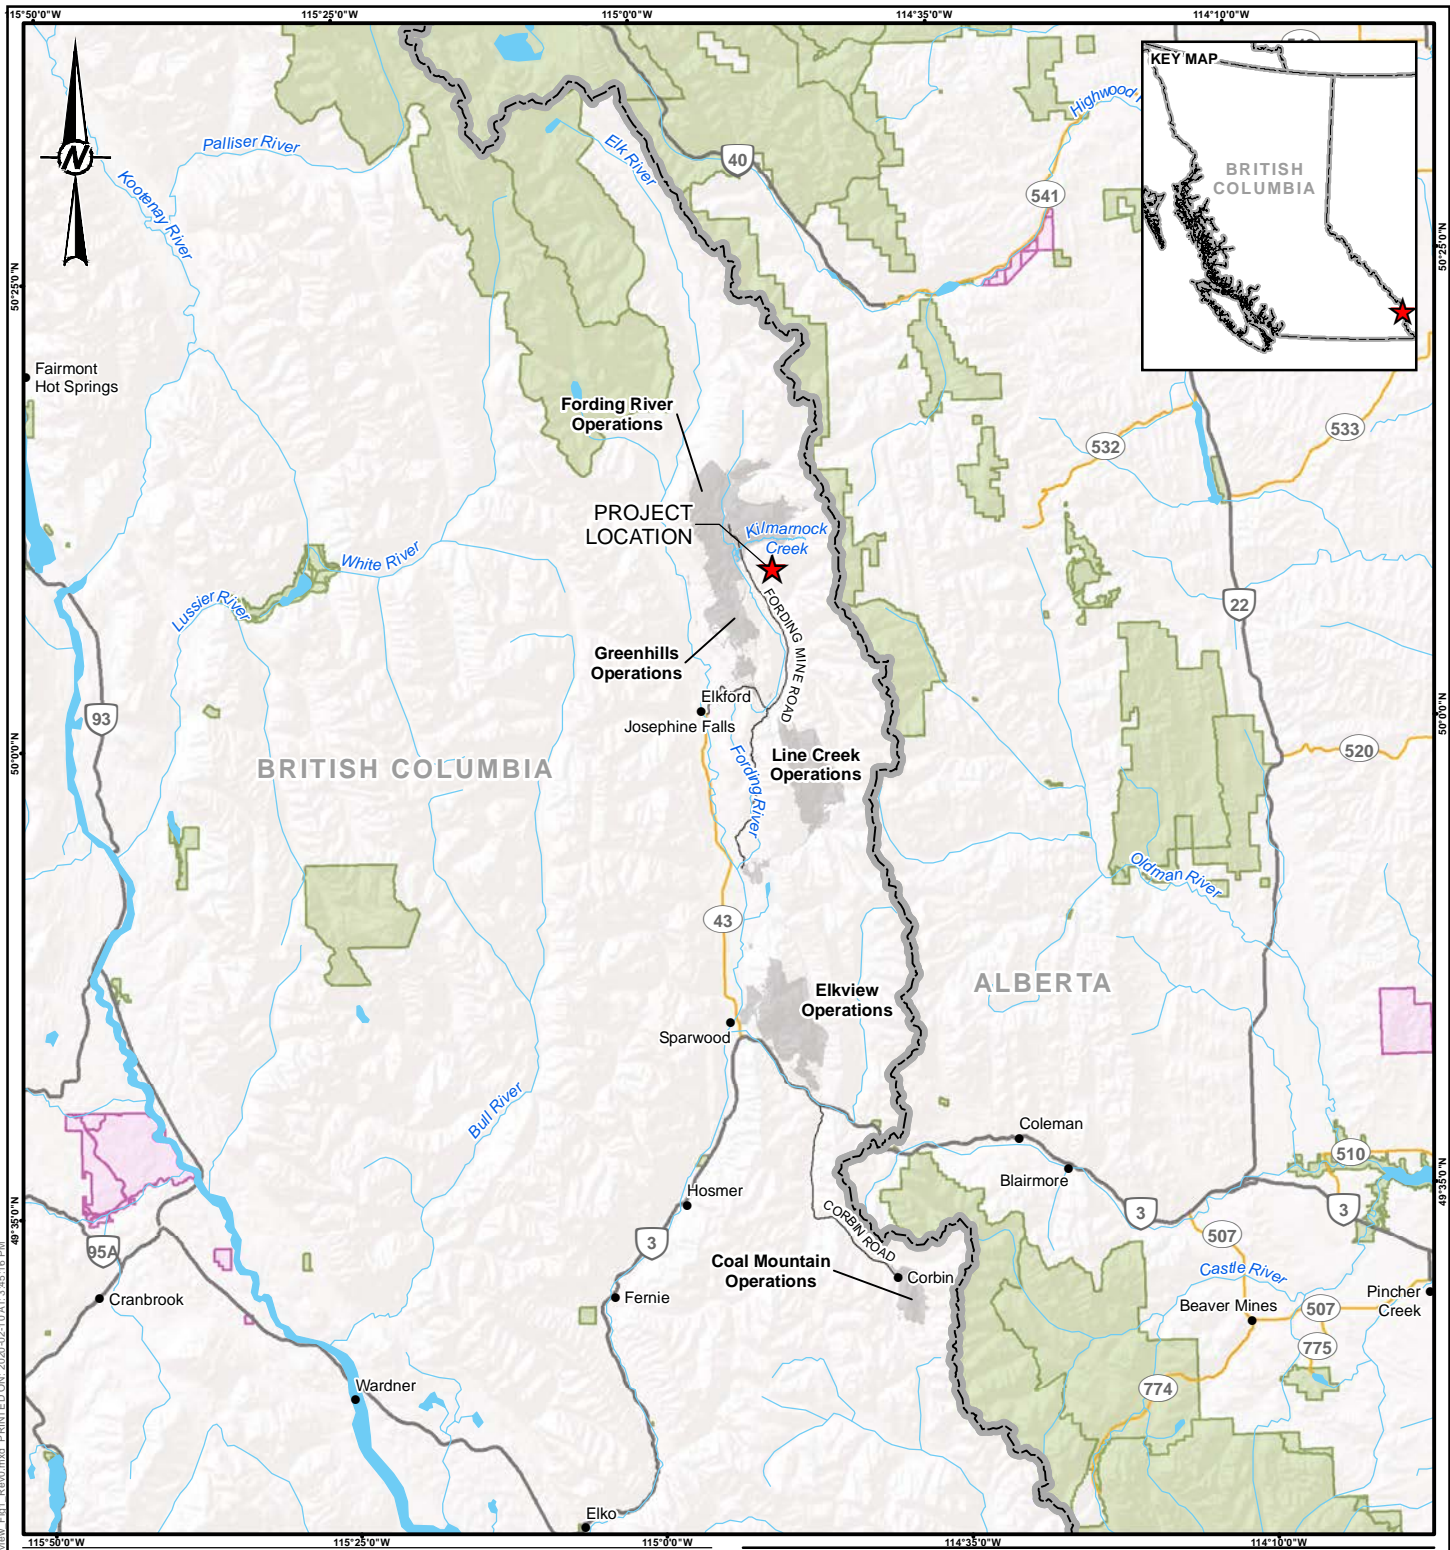 115°50'0"W
115°25'0"W
115°0'0"W
114°35'0"W
114°10'0"W
KEY MAP
BRITISH
COLUMBIA
Highwood
Palliser River
Elk River
40
541
Kootenay River
50°25'0"N
50°25'0"N
Fairmont
Hot Springs
Fording River
Operations
532
533
PROJECT
LOCATION
Kilmarnock
Creek
White River
Lussier River
FORDING MINE ROAD
22
Greenhills
Operations
Elkford
Josephine Falls
93
50°0'0"N
50°0'0"N
BRITISH COLUMBIA
Fording River
Line Creek
Operations
520
Oldman River
43
ALBERTA
Elkview
Operations
Sparwood
Bull River
Coleman
Blairmore
510
49°35'0"N
49°35'0"N
Hosmer
3
3
3
CORBIN ROAD
507
95A
Coal Mountain
Operations
Corbin
Castle River
Cranbrook
Fernie
Beaver Mines
507
Pincher
Creek
775
774
Wardner
Elko
115°50'0"W
115°25'0"W
115°0'0"W
114°35'0"W
114°10'0"W